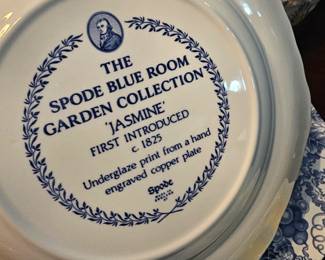 THE
SPODE BLUE ROOM
GARDEN COLLECTION
'JASMINE'
FIRST INTRODUCED
c. 1825
Underglaze print from a hand
engraved copper plate
Spode